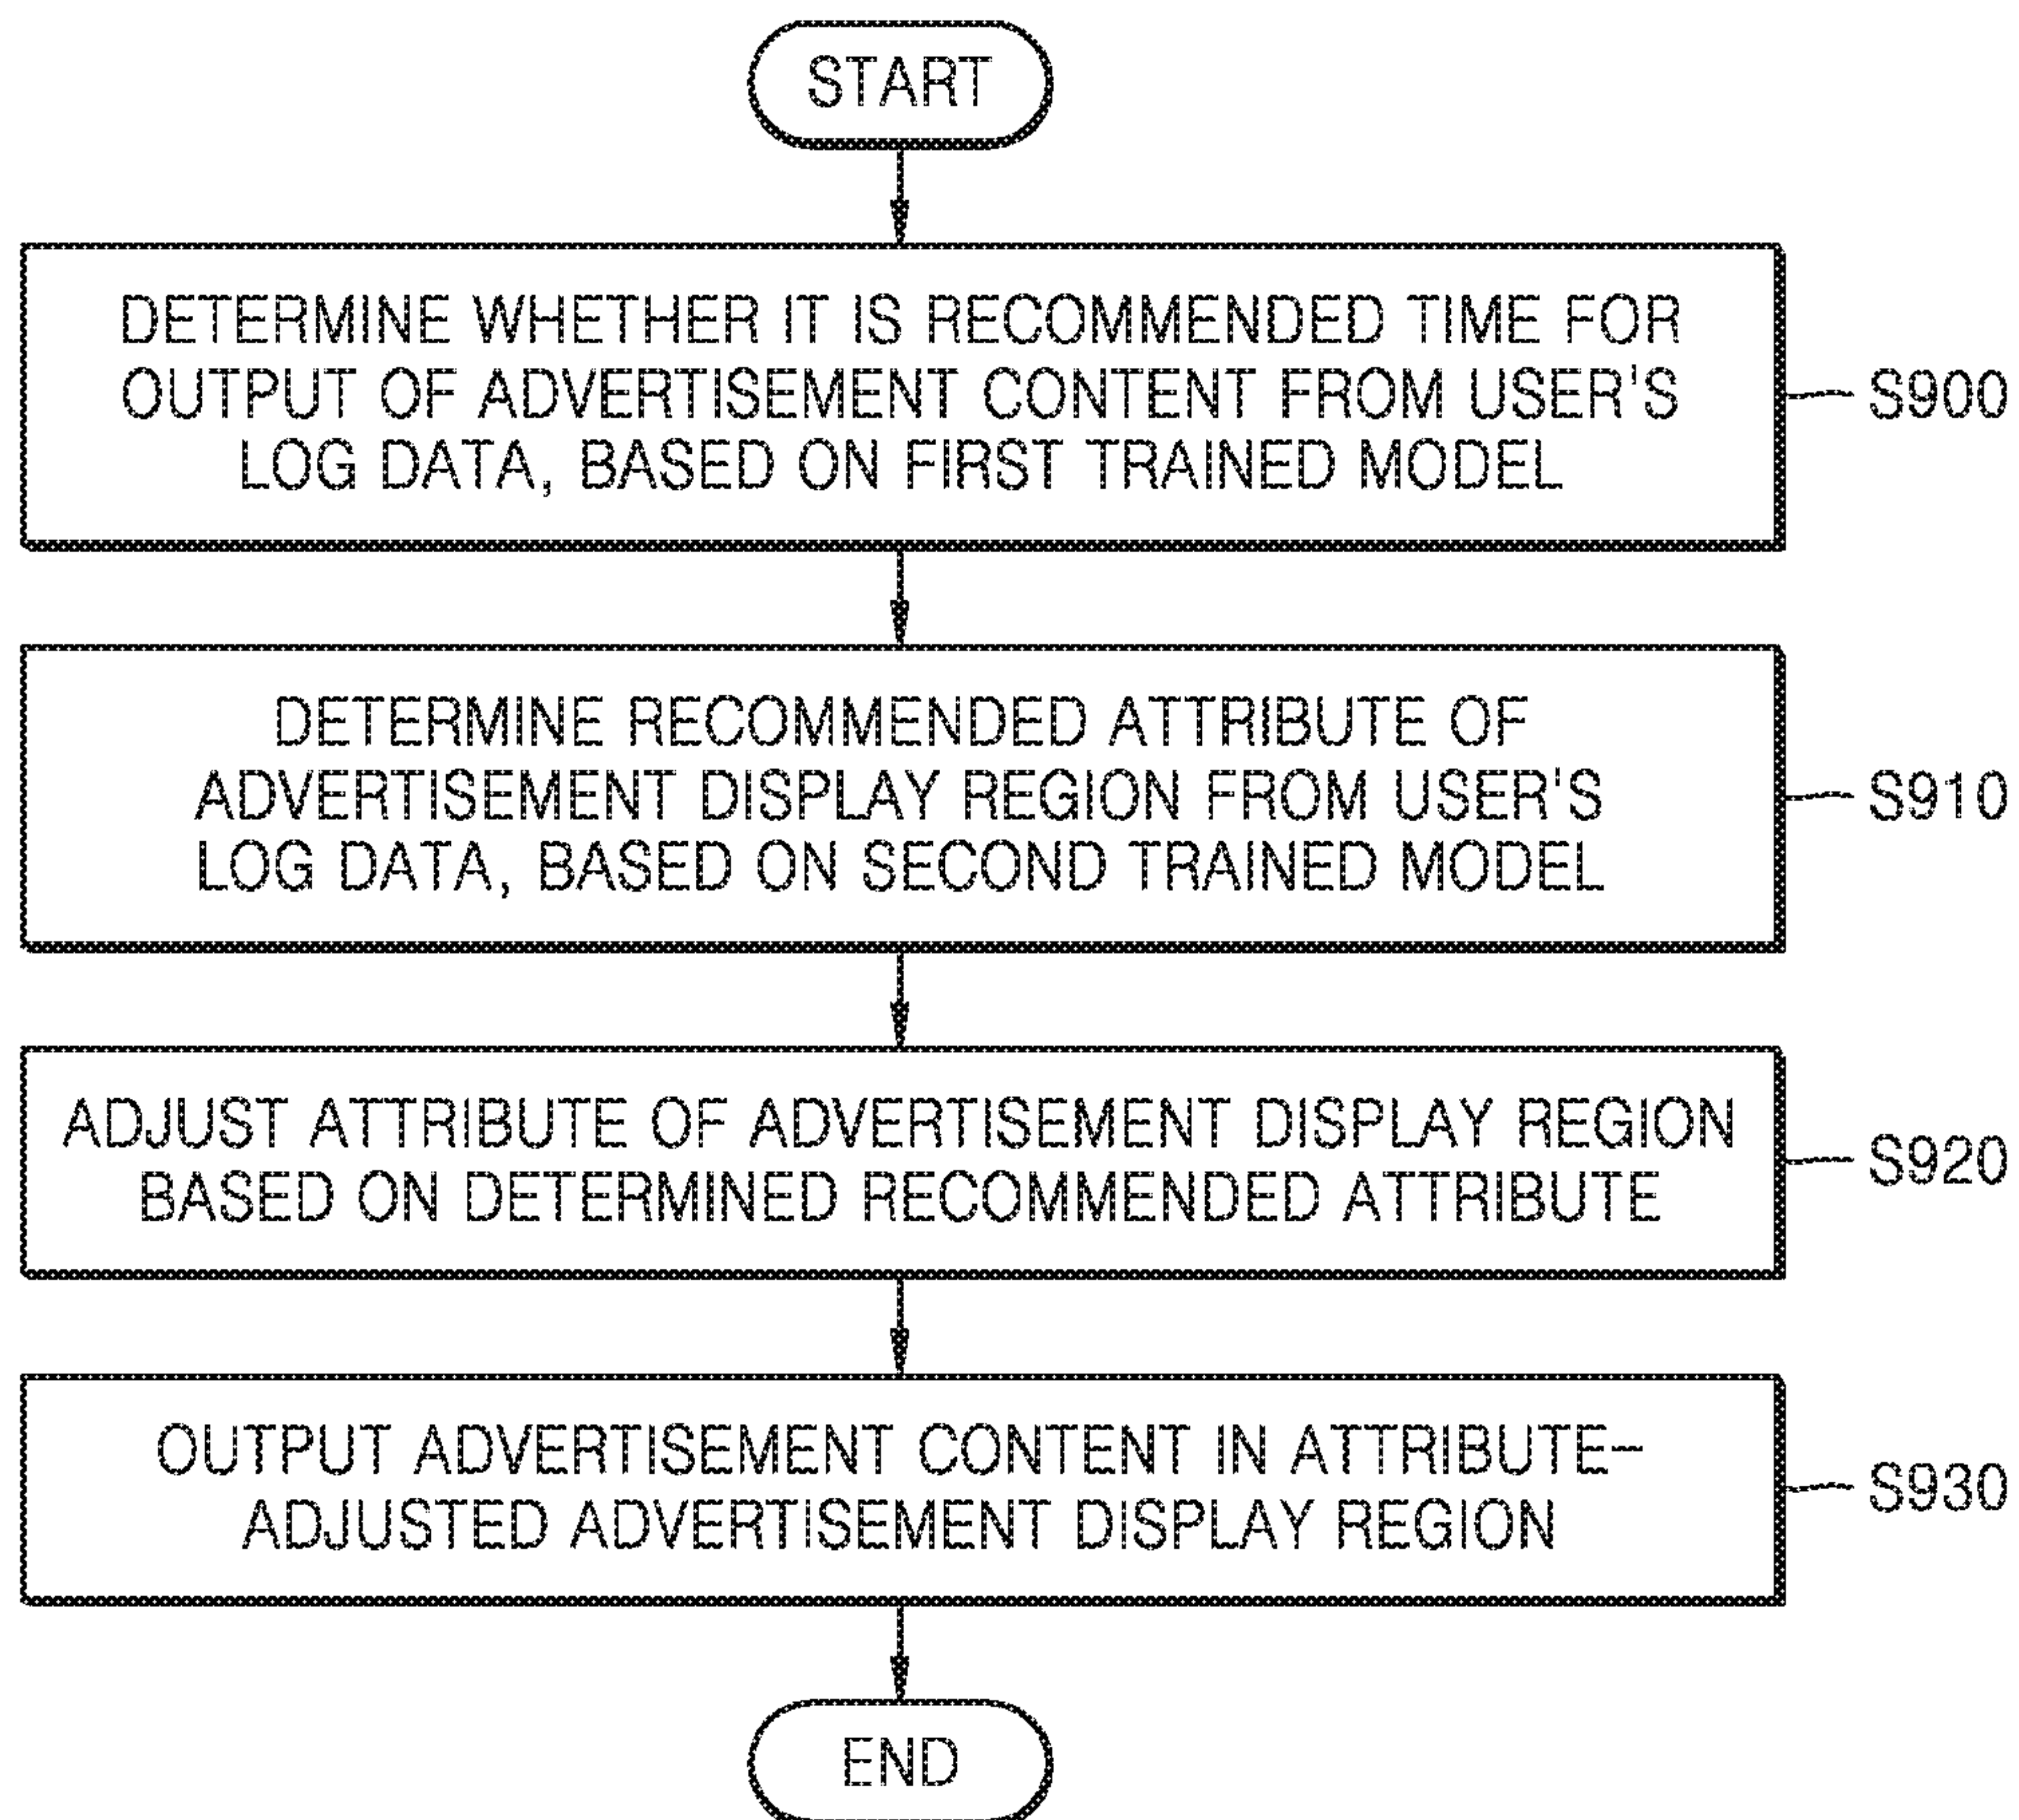 START
DETERMINE WHETHER IT IS RECOMMENDED TIME FOR
OUTPUT OF ADVERTISEMENT CONTENT FROM USER'S
LOG DATA, BASED ON FIRST TRAINED MODEL
S900
DETERMINE RECOMMENDED ATTRIBUTE OF
ADVERTISEMENT DISPLAY REGION FROM USER'S
LOG DATA, BASED ON SECOND TRAINED MODEL
S910
ADJUST ATTRIBUTE OF ADVERTISEMENT DISPLAY REGION
BASED ON DETERMINED RECOMMENDED ATTRIBUTE
S920
OUTPUT ADVERTISEMENT CONTENT IN ATTRIBUTE-
ADJUSTED ADVERTISEMENT DISPLAY REGION
S930
END